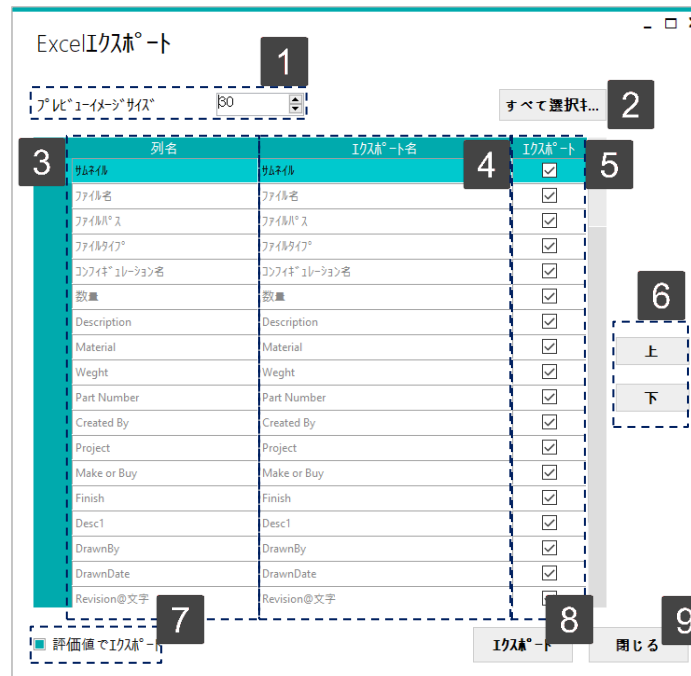 Excelｴｸｽﾎﾟｰﾄ
1
ﾌﾟﾚﾋﾞｭｰｲﾒｰｼﾞｻｲｽﾞ 30
すべて選択ｷ... 2
3 列名 ｴｸｽﾎﾟｰﾄ名 4 ｴｸｽﾎﾟｰﾄ 5
ｻﾑﾈｲﾙ ｻﾑﾈｲﾙ
ﾌｧｲﾙ名 ﾌｧｲﾙ名
ﾌｧｲﾙﾊﾟｽ ﾌｧｲﾙﾊﾟｽ
ﾌｧｲﾙﾀｲﾌﾟ ﾌｧｲﾙﾀｲﾌﾟ
ｺﾝﾌｨｷﾞｭﾚｰｼｮﾝ名 ｺﾝﾌｨｷﾞｭﾚｰｼｮﾝ名
数量 数量
Description Description
Material Material
Weght Weght
Part Number Part Number
Created By Created By
Project Project
Make or Buy Make or Buy
Finish Finish
Desc1 Desc1
DrawnBy DrawnBy
DrawnDate DrawnDate
Revision@文字 Revision@文字
6
上
下
7
評価値でｴｸｽﾎﾟｰﾄ
8
ｴｸｽﾎﾟｰﾄ
9
閉じる